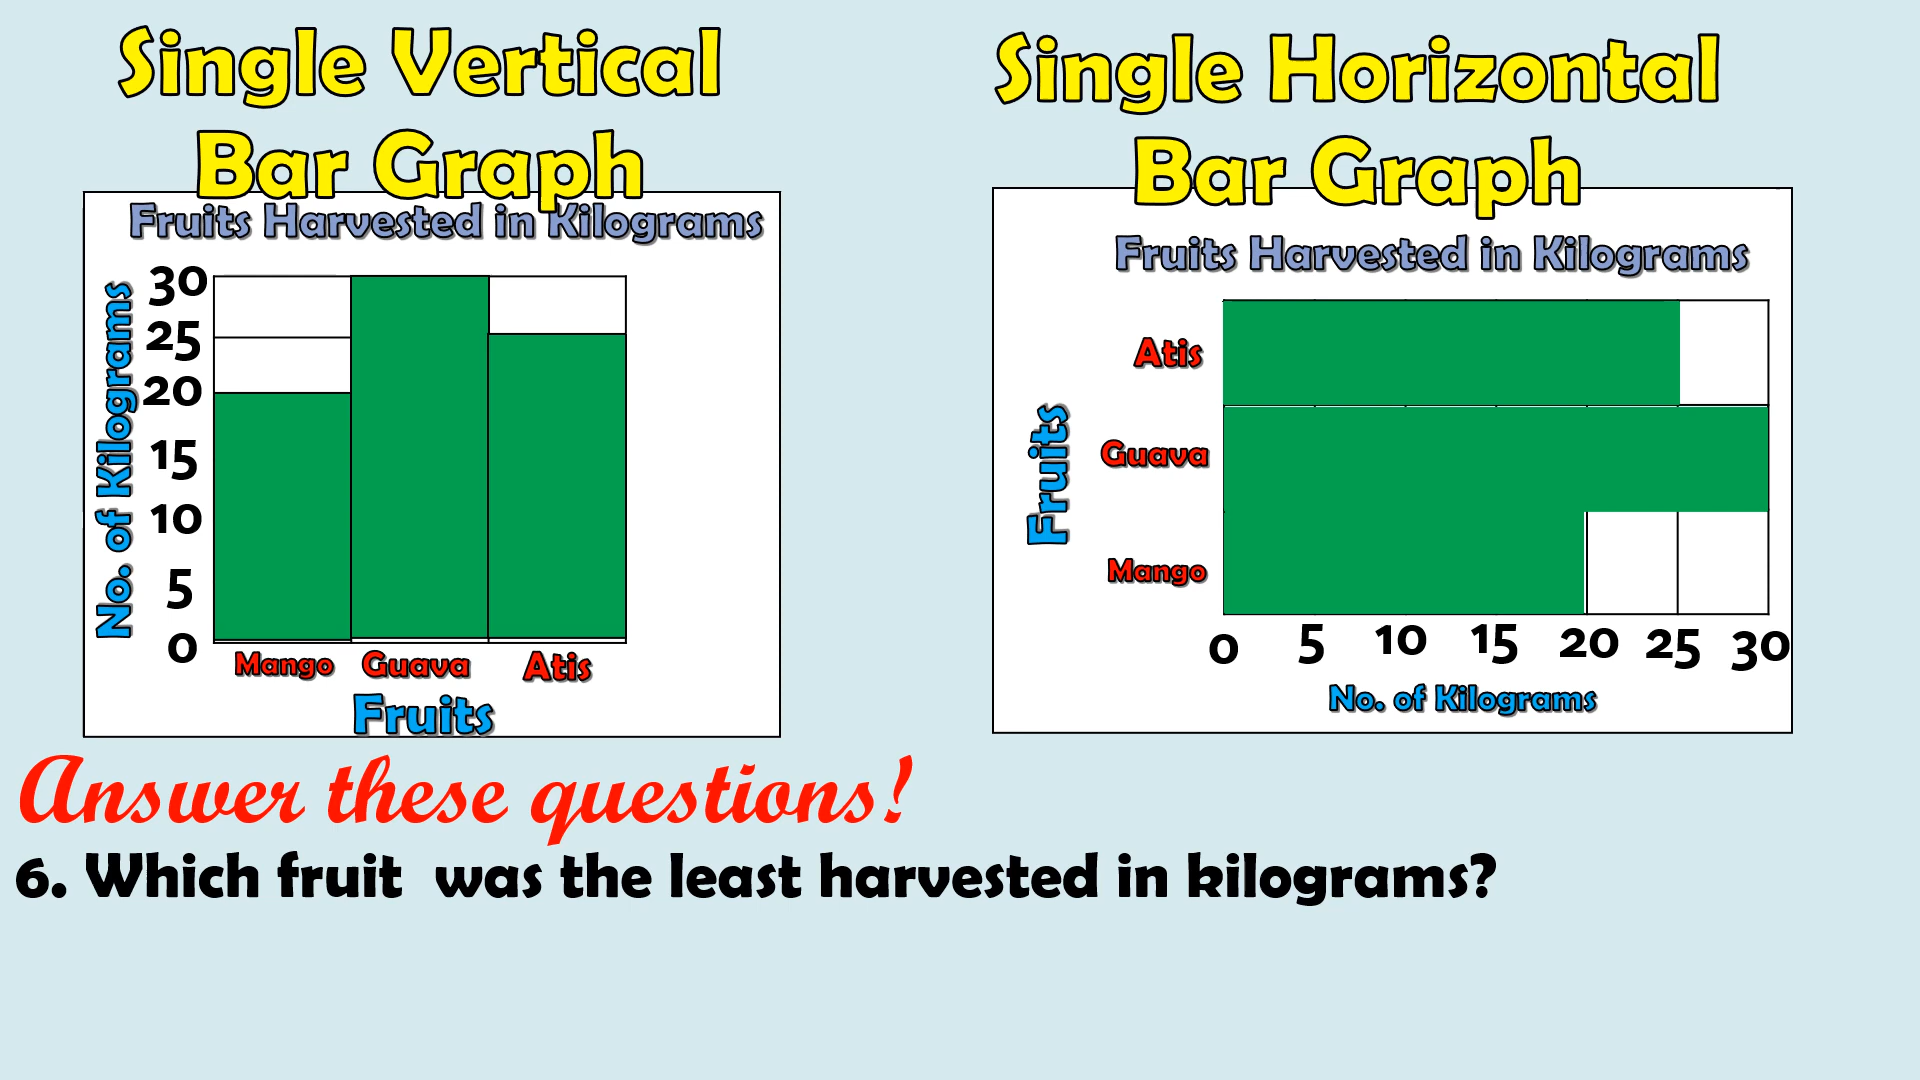 Single Vertical
Bar Graph
Fruits Harvested in Kilograms
No. of Kilograms
30
25
20
15
10
5
0
Mango Guava Atis
Fruits
Single Horizontal
Bar Graph
Fruits Harvested in Kilograms
Fruits
Atis
Guava
Mango
0 5 10 15 20 25 30
No. of Kilograms
Answer these questions!
6. Which fruit was the least harvested in kilograms?